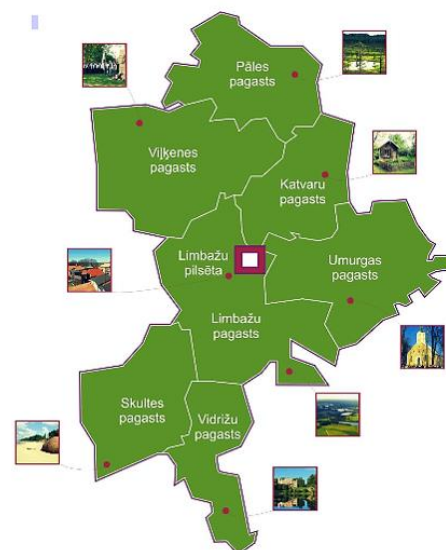 Pāles
pagasts
Viļķenes
pagasts
Katvaru
pagasts
Limbažu
pilsēta
Umurgas
pagasts
Limbažu
pagasts
Skultes
pagasts
Vidrižu
pagasts